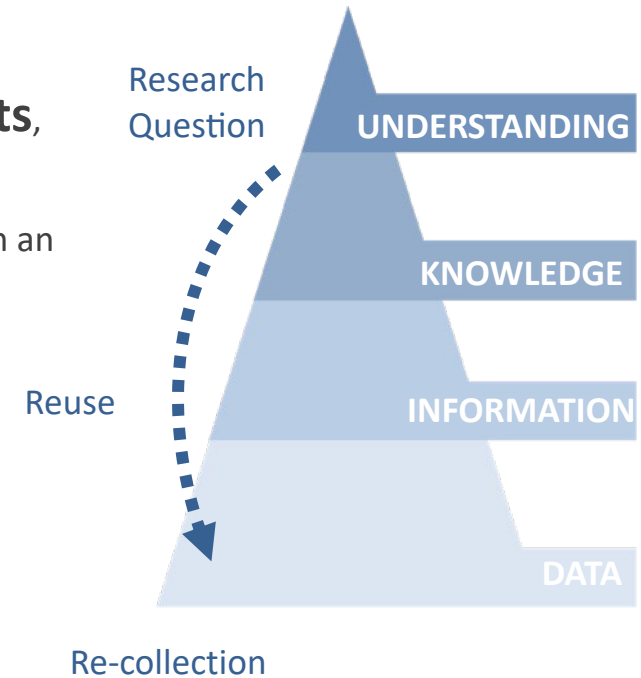 Research
Question
ts,
UNDERSTANDING
n an
KNOWLEDGE
Reuse
INFORMATION
DATA
Re-collection